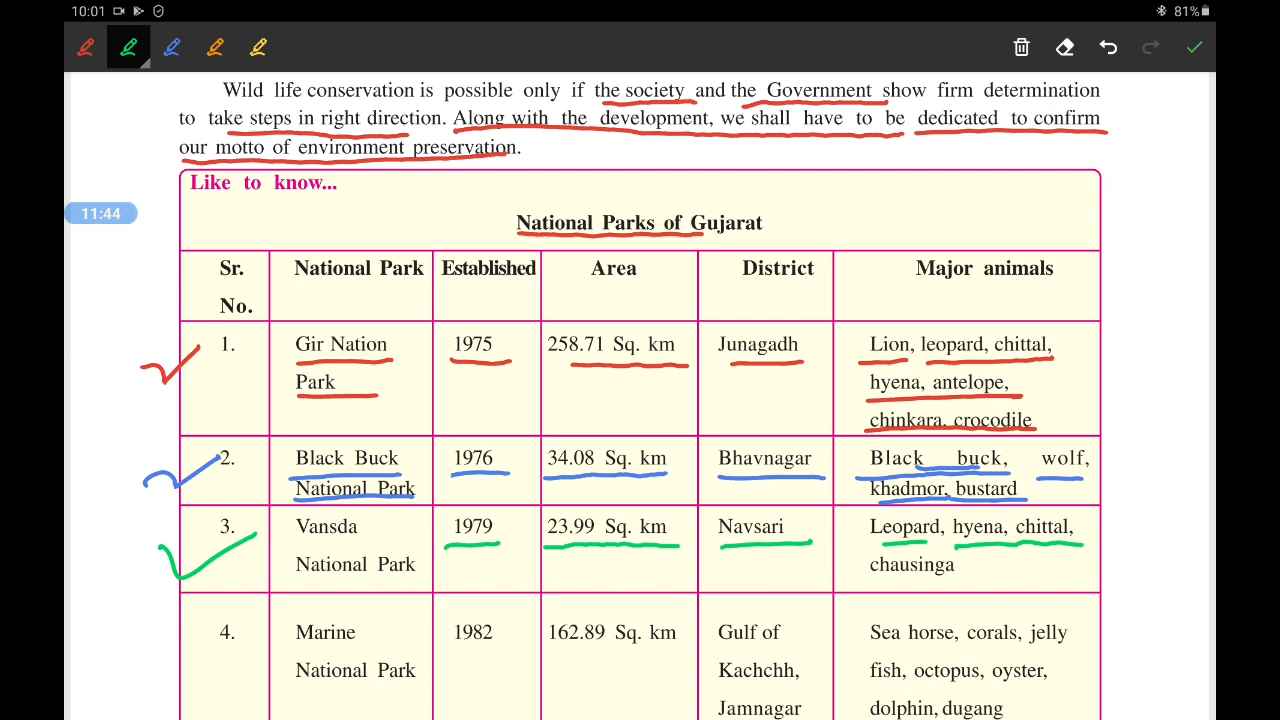 10:01
81%
Wild life conservation is possible only if the society and the Government show firm determination
to take steps in right direction. Along with the development, we shall have to be dedicated to confirm
our motto of environment preservation.
Like to know...
11:44
National Parks of Gujarat
Sr. No. National Park Established Area District Major animals
1. Gir Nation Park 1975 258.71 Sq. km Junagadh Lion, leopard, chittal, hyena, antelope, chinkara, crocodile
2. Black Buck National Park 1976 34.08 Sq. km Bhavnagar Black buck, wolf, khadmor, bustard
3. Vansda National Park 1979 23.99 Sq. km Navsari Leopard, hyena, chittal, chausinga
4. Marine National Park 1982 162.89 Sq. km Gulf of Kachchh, Jamnagar Sea horse, corals, jelly fish, octopus, oyster, dolphin, dugang